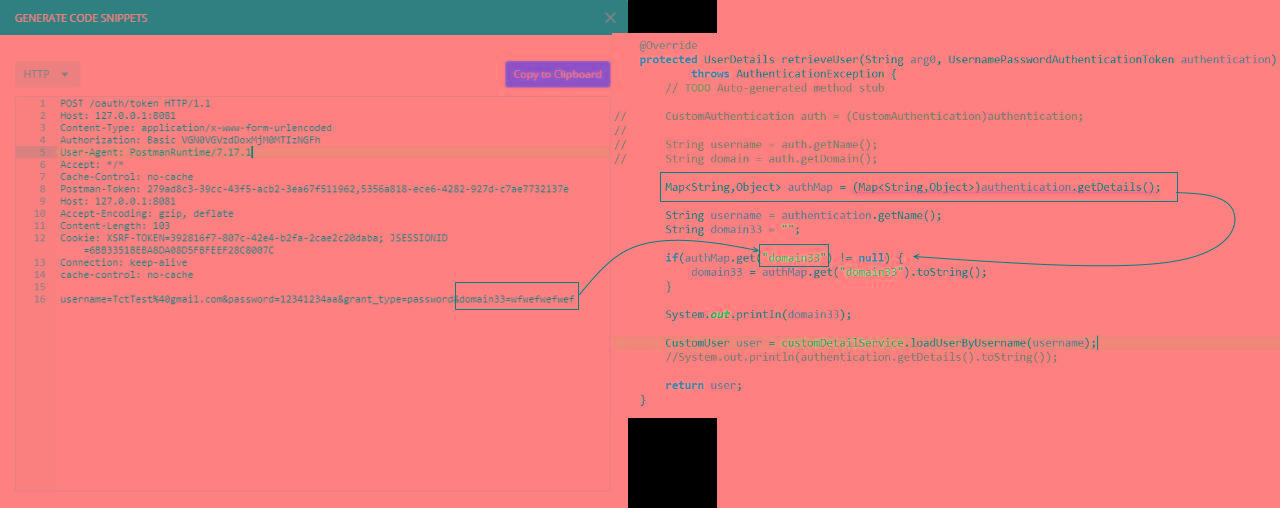 GENERATE CODE SNIPPETS
HTTP
Copy to Clipboard
1 POST /oauth/token HTTP/1.1
2 Host: 127.0.0.1:8081
3 Content-Type: application/x-www-form-urlencoded
4 Authorization: Basic VGN0VGVzdDoxMjM0MTIzNGFh
5 User-Agent: PostmanRuntime/7.17.1
6 Accept: */*
7 Cache-Control: no-cache
8 Postman-Token: 279ad8c3-39cc-43f5-acb2-3ea67f511962,5356a818-ece6-4282-927d-c7ae7732137e
9 Host: 127.0.0.1:8081
10 Accept-Encoding: gzip, deflate
11 Content-Length: 103
12 Cookie: XSRF-TOKEN=392816f7-807c-42e4-b2fa-2cae2c20daba; JSESSIONID
=6BB3351BEBA8DA08D5FBFEEF28C8007C
13 Connection: keep-alive
14 cache-control: no-cache
15
16 username=TctTest%40gmail.com&password=12341234aa&grant_type=password&domain33=wfwefwefwef
@Override
protected UserDetails retrieveUser(String arg0, UsernamePasswordAuthenticationToken authentication)
throws AuthenticationException {
// TODO Auto-generated method stub
// CustomAuthentication auth = (CustomAuthentication)authentication;
//
// String username = auth.getName();
// String domain = auth.getDomain();
Map<String,Object> authMap = (Map<String,Object>)authentication.getDetails();
String username = authentication.getName();
String domain33 = "";
if(authMap.get("domain33") != null) {
domain33 = authMap.get("domain33").toString();
}
System.out.println(domain33);
CustomUser user = customDetailService.loadUserByUsername(username);
//System.out.println(authentication.getDetails().toString());
return user;
}